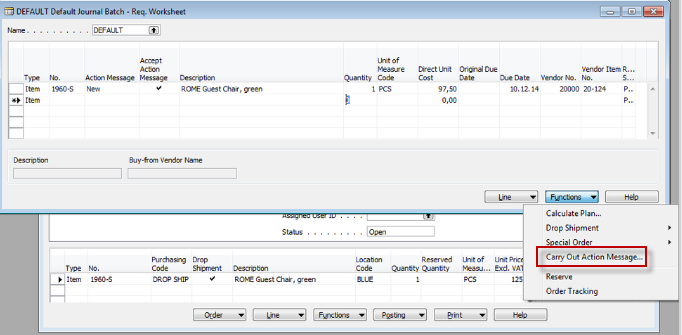 DEFAULT Default Journal Batch - Req. Worksheet
Name . . . . . . . . . . DEFAULT
Type No. Action Message Accept Action Message Description Quantity Unit of Measure Code Direct Unit Cost Original Due Date Due Date Vendor No. Vendor Item No. R... S...
Item 1960-S New ROME Guest Chair, green 1 PCS 97,50 10.12.14 20000 20-124 P...
Item 0,00 P...
Description Buy-from Vendor Name
Line Functions Help
Calculate Plan...
Drop Shipment
Special Order
Carry Out Action Message...
Reserve
Order Tracking
Assigned User ID . . . .
Status . . . . . . . . . Open
Type No. Purchasing Code Drop Shipment Description Location Code Quantity Reserved Quantity Unit of Measu... Unit Price Excl. VAT
Item 1960-S DROP SHIP ROME Guest Chair, green BLUE 1 PCS 125
Order Line Functions Posting Print Help